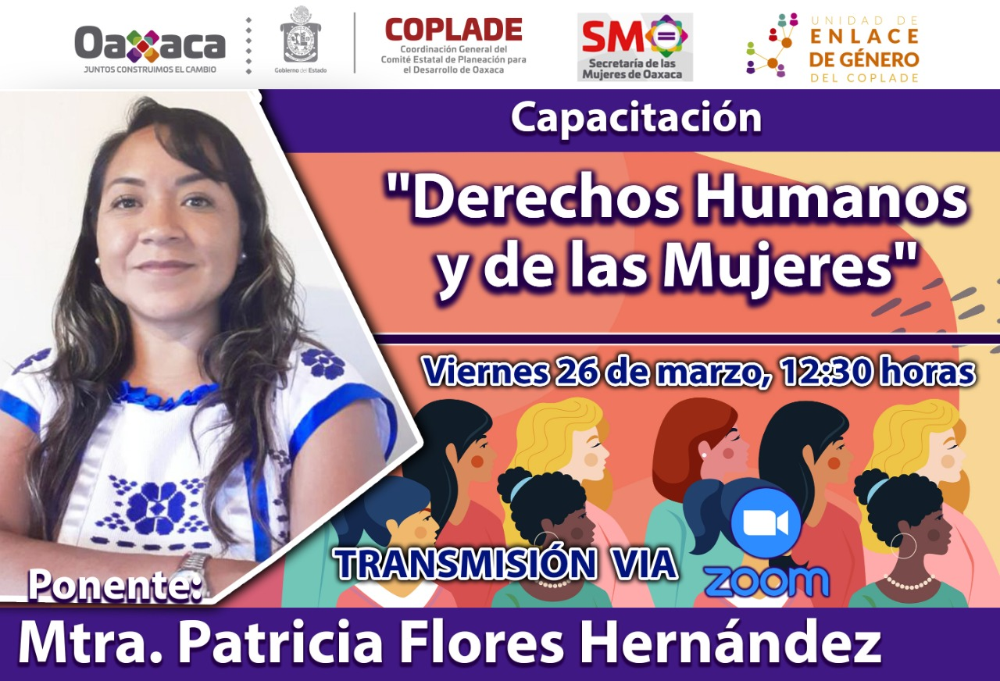 Oaxaca
JUNTOS CONSTRUIMOS EL CAMBIO
Gobierno del Estado
COPLADE
Coordinación General del
Comité Estatal de Planeación para
el Desarrollo de Oaxaca
SM
Secretaría de las
Mujeres de Oaxaca
UNIDAD DE
ENLACE
DE GÉNERO
DEL COPLADE
Capacitación
"Derechos Humanos
y de las Mujeres"
Viernes 26 de marzo, 12:30 horas
TRANSMISIÓN VIA
zoom
Ponente:
Mtra. Patricia Flores Hernández